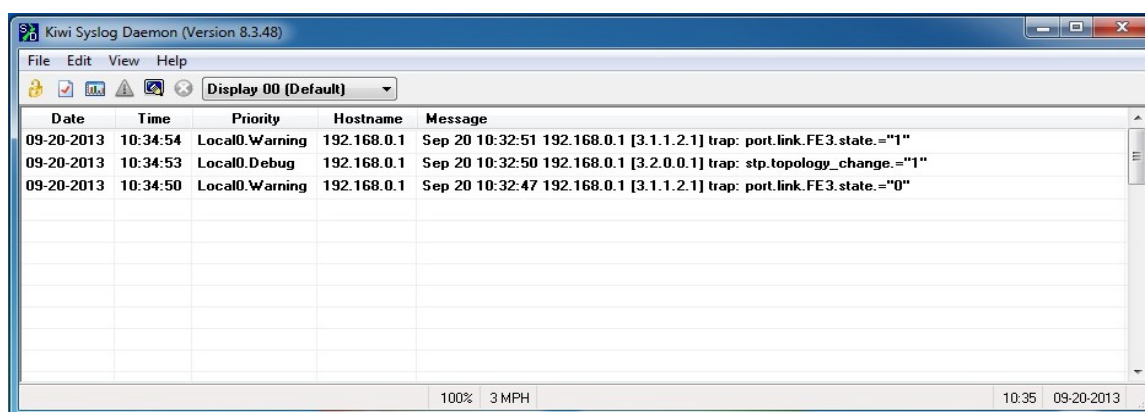 Kiwi Syslog Daemon (Version 8.3.48)
File Edit View Help
Display 00 (Default)
Date Time Priority Hostname Message
09-20-2013 10:34:54 Local0.Warning 192.168.0.1 Sep 20 10:32:51 192.168.0.1 [3.1.1.2.1] trap: port.link.FE3.state.="1"
09-20-2013 10:34:53 Local0.Debug 192.168.0.1 Sep 20 10:32:50 192.168.0.1 [3.2.0.0.1] trap: stp.topology_change.="1"
09-20-2013 10:34:50 Local0.Warning 192.168.0.1 Sep 20 10:32:47 192.168.0.1 [3.1.1.2.1] trap: port.link.FE3.state.="0"
100% 3 MPH 10:35 09-20-2013